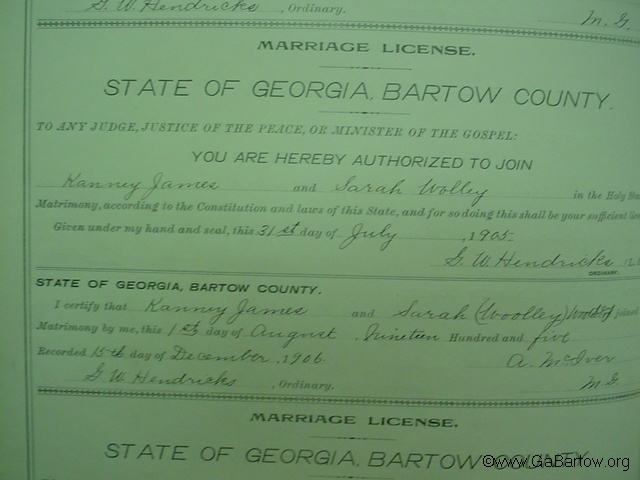 G. W. Hendricks, Ordinary. M. G.
MARRIAGE LICENSE.
STATE OF GEORGIA, BARTOW COUNTY.
TO ANY JUDGE, JUSTICE OF THE PEACE, OR MINISTER OF THE GOSPEL:
YOU ARE HEREBY AUTHORIZED TO JOIN
Kanney James and Sarah Wolley in the Holy
Matrimony, according to the Constitution and laws of this State, and for so doing this shall be your sufficient
Given under my hand and seal, this 31st day of July, 1905
G. W. Hendricks
ORDINARY.
STATE OF GEORGIA, BARTOW COUNTY.
I certify that Kanney James and Sarah (Woolley) joined
Matrimony by me, this 1st day of August, Nineteen Hundred and five
Recorded 15th day of December, 1906 A. McIver
G. W. Hendricks, Ordinary. M. G.
MARRIAGE LICENSE.
STATE OF GEORGIA, BARTOW COUNTY
©www.GaBartow.org